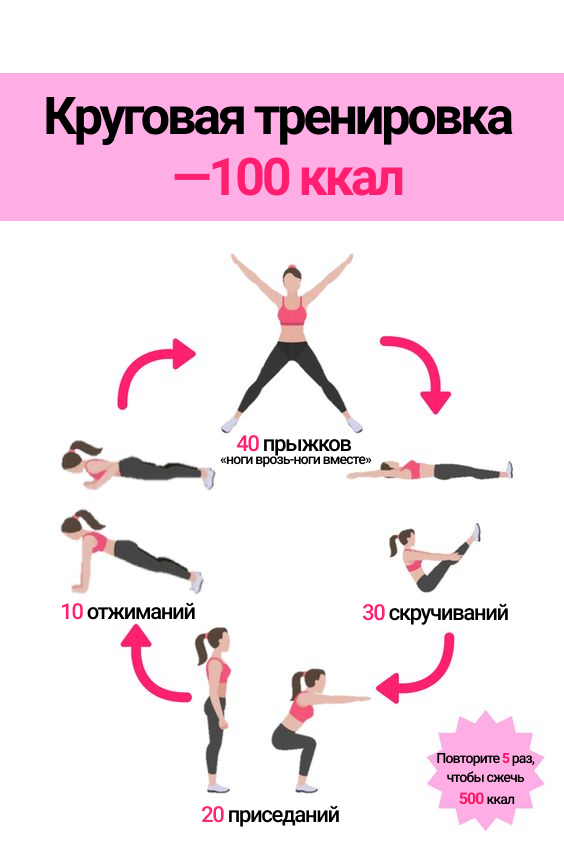 Круговая тренировка
—100 ккал
40 прыжков
«ноги врозь-ноги вместе»
30 скручиваний
20 приседаний
10 отжиманий
Повторите 5 раз,
чтобы сжечь
500 ккал